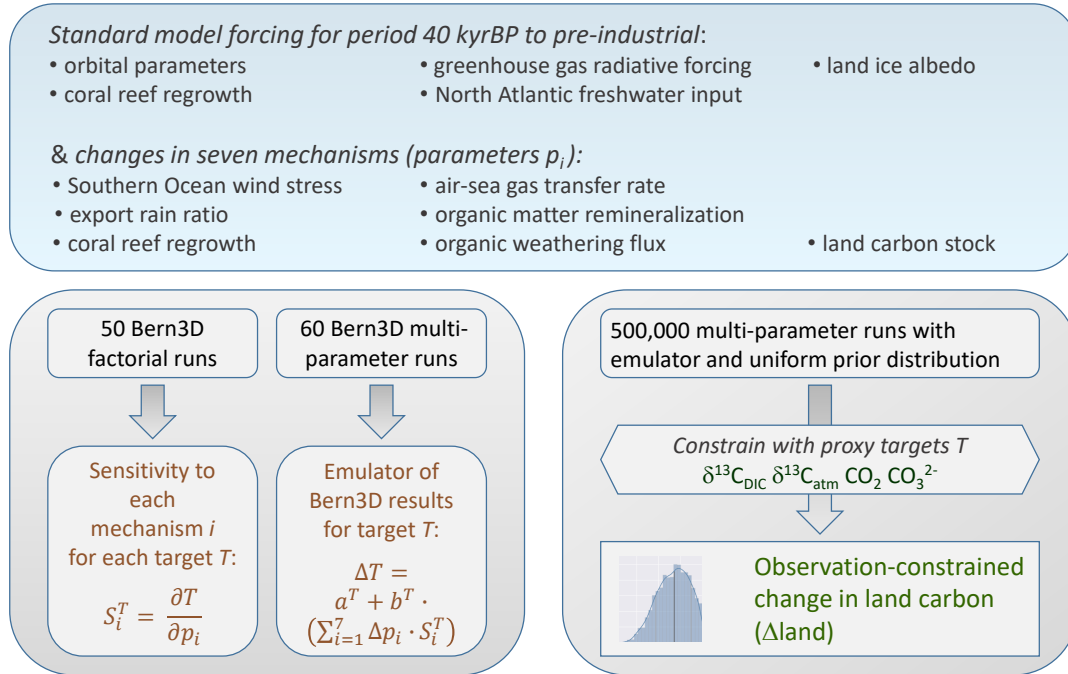 Standard model forcing for period 40 kyrBP to pre-industrial:
• orbital parameters • greenhouse gas radiative forcing • land ice albedo
• coral reef regrowth • North Atlantic freshwater input
& changes in seven mechanisms (parameters pᵢ):
• Southern Ocean wind stress • air-sea gas transfer rate
• export rain ratio • organic matter remineralization
• coral reef regrowth • organic weathering flux • land carbon stock
50 Bern3D
factorial runs
60 Bern3D multi-
parameter runs
500,000 multi-parameter runs with
emulator and uniform prior distribution
Sensitivity to
each
mechanism i
for each target T:
S_i^T = ∂T/∂p_i
Emulator of
Bern3D results
for target T:
ΔT =
a^T + b^T ·
(∑_{i=1}^7 Δp_i · S_i^T)
Constrain with proxy targets T
δ¹³C_DIC δ¹³C_atm CO₂ CO₃²⁻
Observation-constrained
change in land carbon
(Δland)